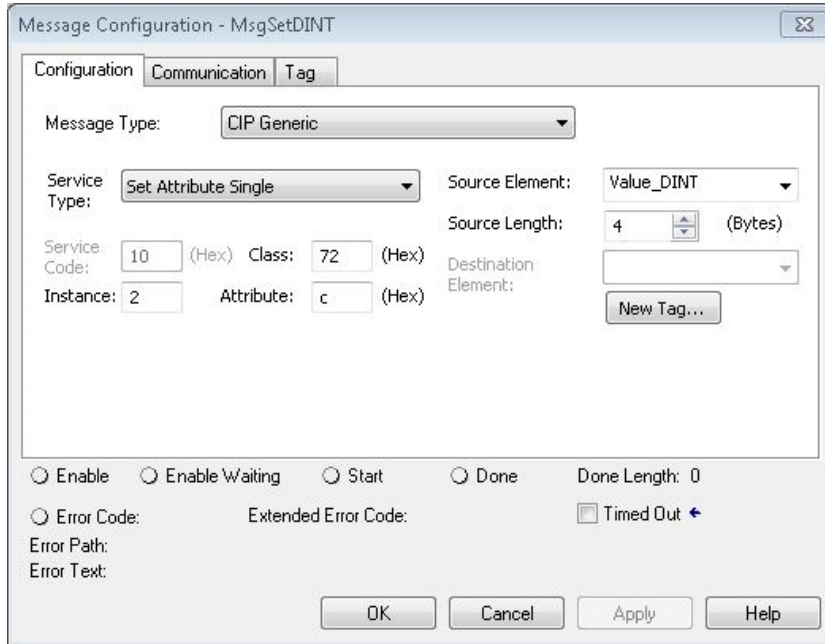 Message Configuration - MsgSetDINT
Configuration Communication Tag
Message Type: CIP Generic
Service Type: Set Attribute Single
Source Element: Value_DINT
Source Length: 4 (Bytes)
Service Code: 10 (Hex) Class: 72 (Hex)
Destination Element:
Instance: 2 Attribute: c (Hex)
New Tag...
Enable Enable Waiting Start Done Done Length: 0
Error Code: Extended Error Code: Timed Out
Error Path:
Error Text:
OK Cancel Apply Help